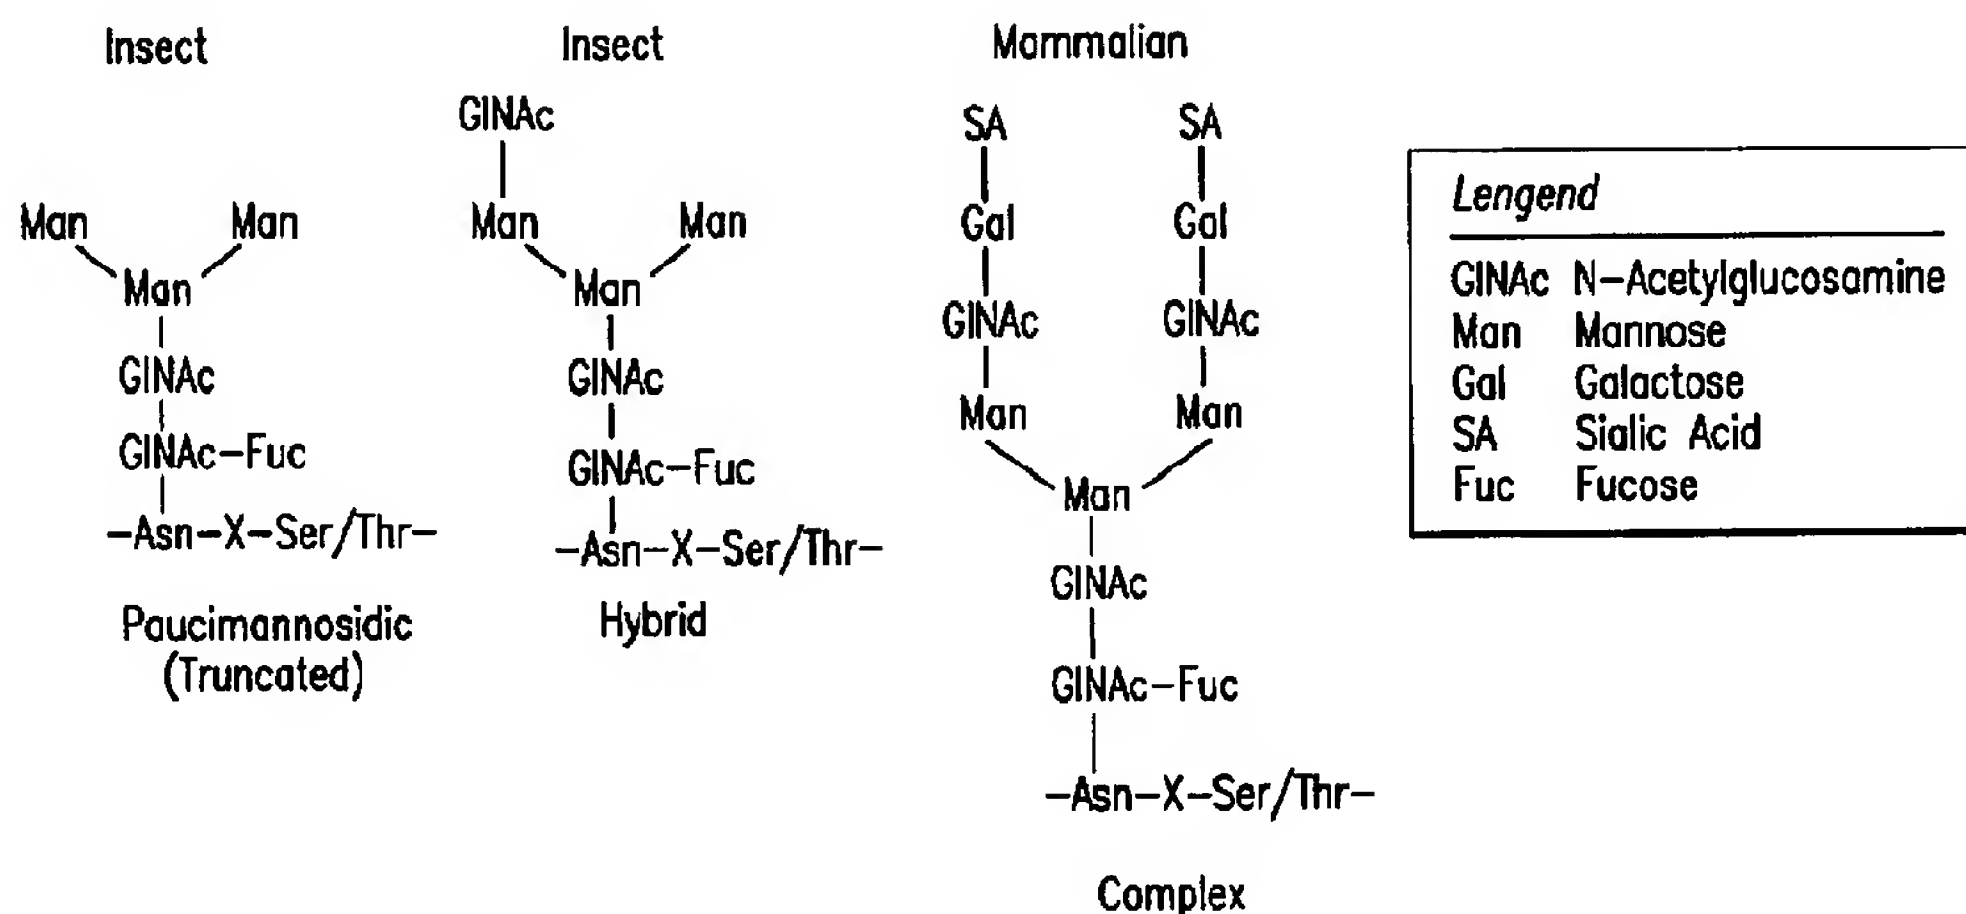 Insect
GlNAc
Man Man
Man
GlNAc
GlNAc-Fuc
-Asn-X-Ser/Thr-
Paucimannosidic
(Truncated)
Insect
GlNAc
Man Man
Man
GlNAc
GlNAc-Fuc
-Asn-X-Ser/Thr-
Hybrid
Mammalian
SA SA
Gal Gal
GlNAc GlNAc
Man Man
Man
GlNAc
GlNAc-Fuc
-Asn-X-Ser/Thr-
Complex
Lengend
GlNAc N-Acetylglucosamine
Man Mannose
Gal Galactose
SA Sialic Acid
Fuc Fucose